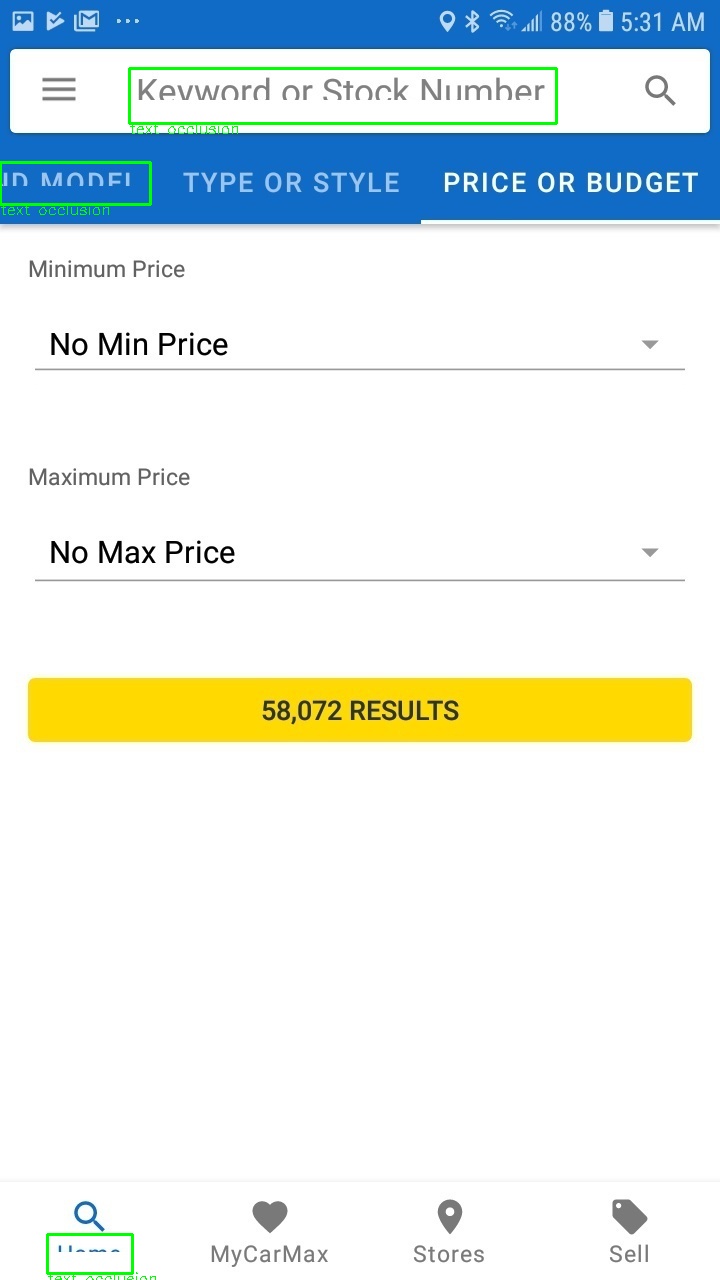 88% 5:31 AM
Keyword or Stock Number
text_occlusion
ND MODEL TYPE OR STYLE PRICE OR BUDGET
text_occlusion
Minimum Price
No Min Price
Maximum Price
No Max Price
58,072 RESULTS
Home MyCarMax Stores Sell
text_occlusion